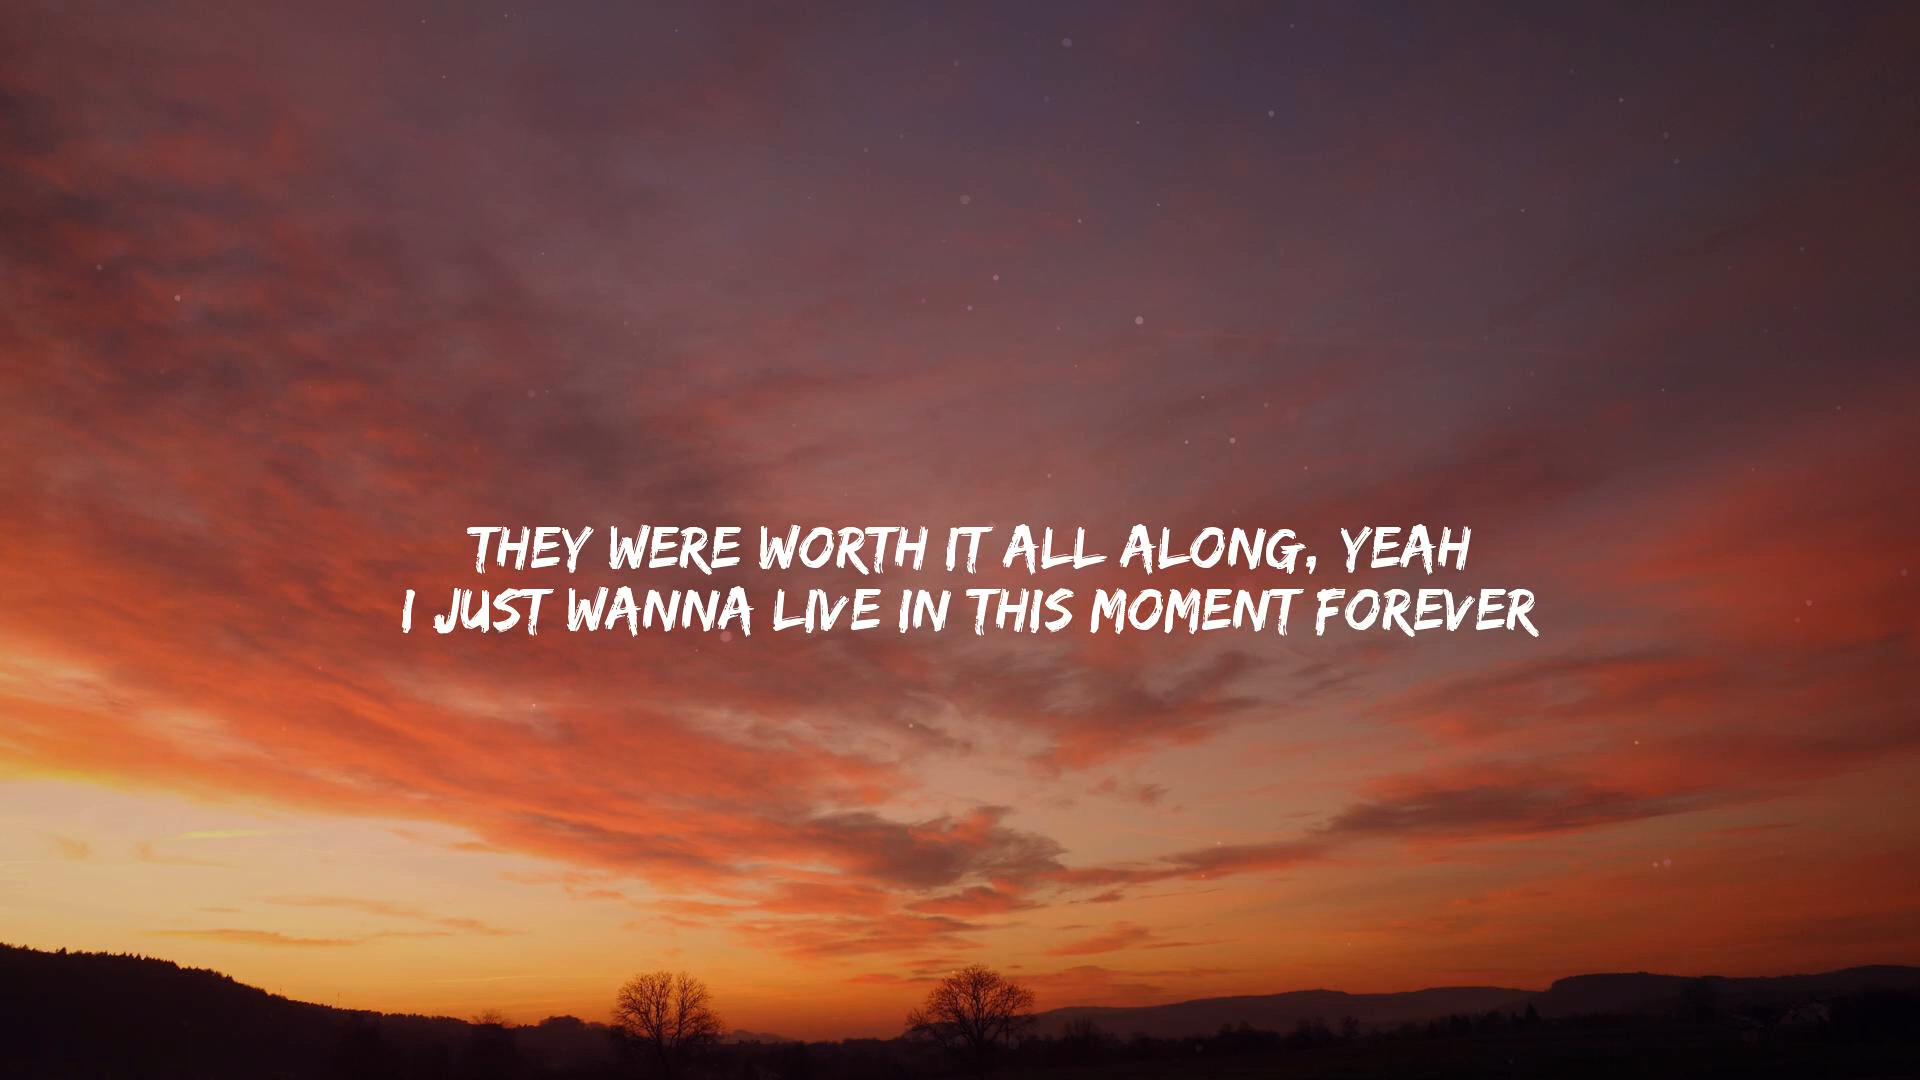 THEY WERE WORTH IT ALL ALONG, YEAH
I JUST WANNA LIVE IN THIS MOMENT FOREVER